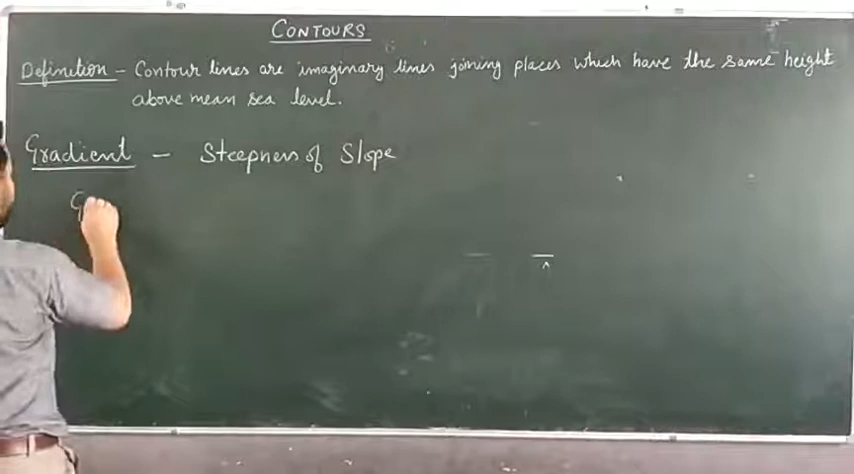 CONTOURS
Definition - Contour lines are imaginary lines joining places which have the same height
above mean sea level.
Gradient - Steepness of Slope
G